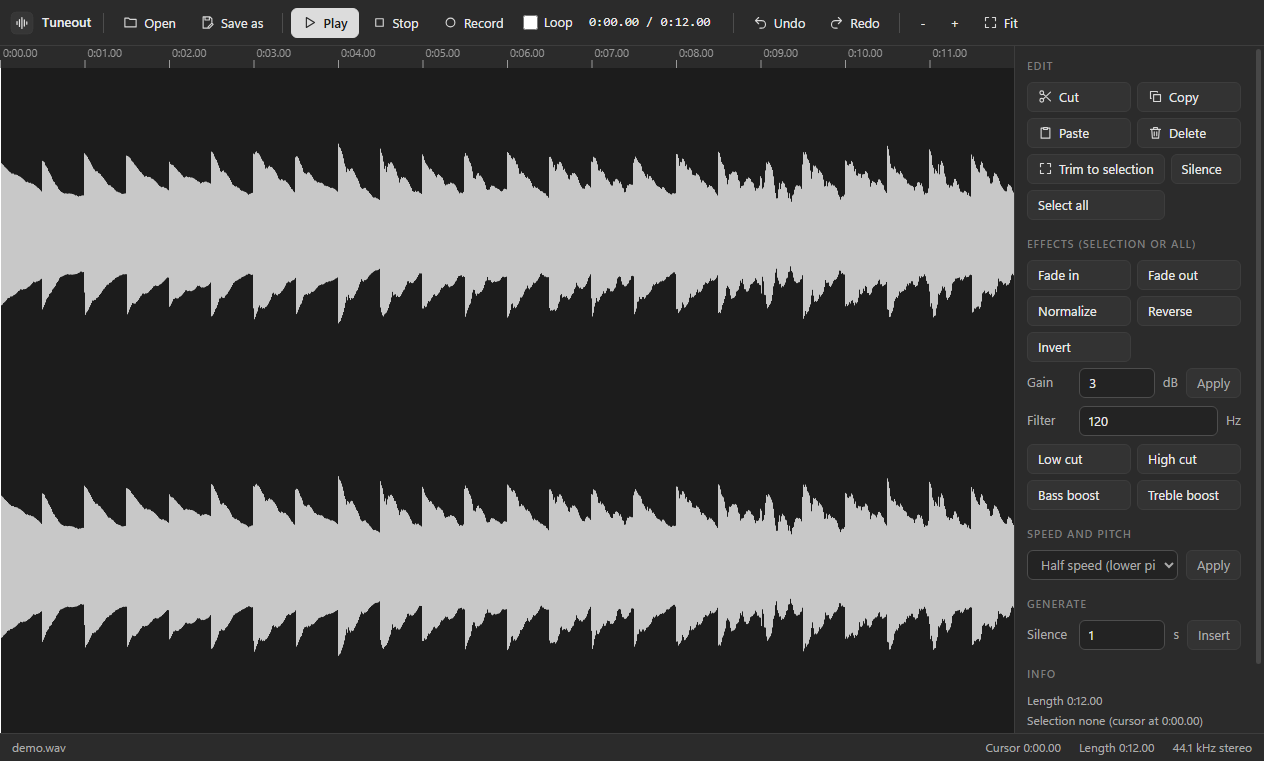 Tuneout Open Save as Play Stop Record Loop 0:00.00 / 0:12.00 Undo Redo - + Fit
0:00.00 0:01.00 0:02.00 0:03.00 0:04.00 0:05.00 0:06.00 0:07.00 0:08.00 0:09.00 0:10.00 0:11.00
EDIT
Cut Copy
Paste Delete
Trim to selection Silence
Select all
EFFECTS (SELECTION OR ALL)
Fade in Fade out
Normalize Reverse
Invert
Gain 3 dB Apply
Filter 120 Hz
Low cut High cut
Bass boost Treble boost
SPEED AND PITCH
Half speed (lower pi Apply
GENERATE
Silence 1 s Insert
INFO
Length 0:12.00
Selection none (cursor at 0:00.00)
demo.wav Cursor 0:00.00 Length 0:12.00 44.1 kHz stereo